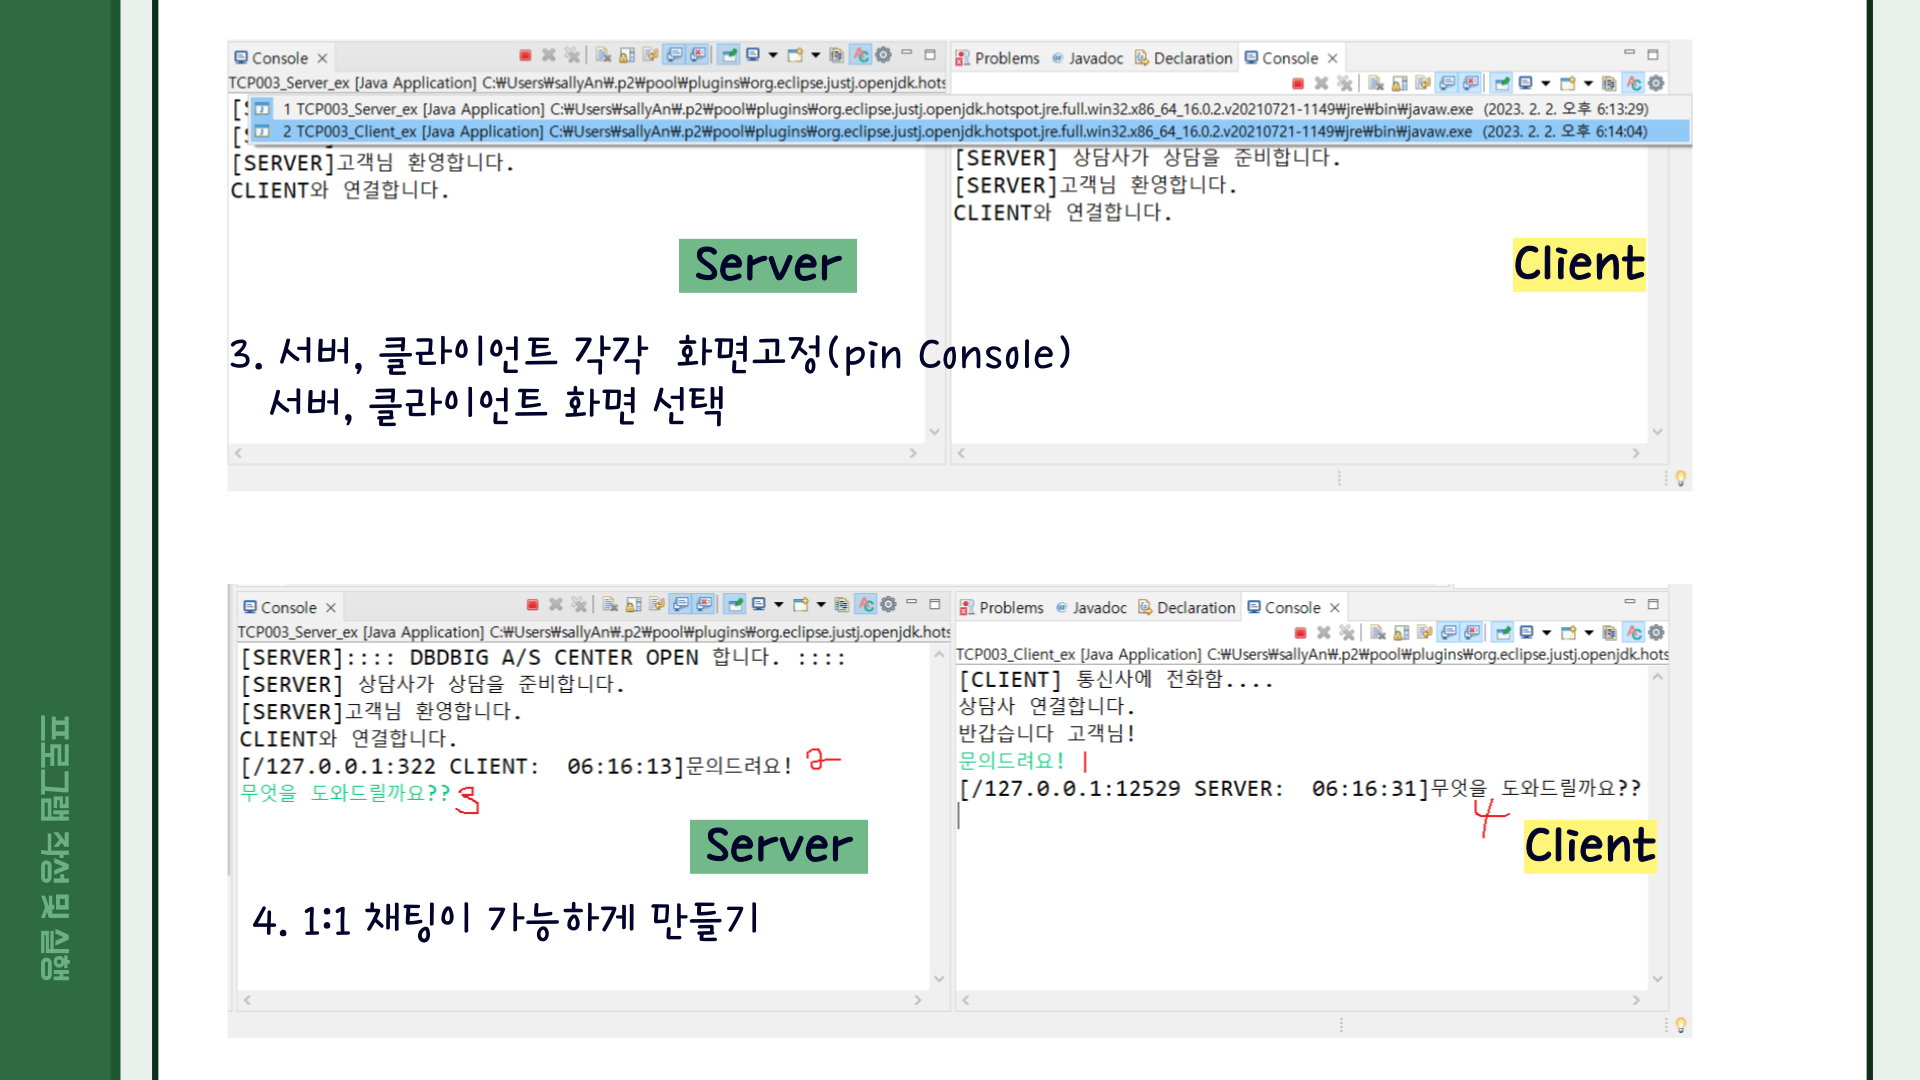 프로그램 작성 및 실행
Console
TCP003_Server_ex [Java Application] C:₩Users₩sallyAn₩.p2₩pool₩plugins₩org.eclipse.justj.openjdk.hots
Problems
Javadoc
Declaration
Console
1 TCP003_Server_ex [Java Application] C:₩Users₩sallyAn₩.p2₩pool₩plugins₩org.eclipse.justj.openjdk.hotspot.jre.full.win32.x86_64_16.0.2.v20210721-1149₩jre₩bin₩javaw.exe (2023. 2. 2. 오후 6:13:29)
2 TCP003_Client_ex [Java Application] C:₩Users₩sallyAn₩.p2₩pool₩plugins₩org.eclipse.justj.openjdk.hotspot.jre.full.win32.x86_64_16.0.2.v20210721-1149₩jre₩bin₩javaw.exe (2023. 2. 2. 오후 6:14:04)
[SERVER]고객님 환영합니다.
CLIENT와 연결합니다.
[SERVER] 상담사가 상담을 준비합니다.
[SERVER]고객님 환영합니다.
CLIENT와 연결합니다.
Server
Client
3. 서버, 클라이언트 각각 화면고정(pin Console)
서버, 클라이언트 화면 선택
Console
TCP003_Server_ex [Java Application] C:₩Users₩sallyAn₩.p2₩pool₩plugins₩org.eclipse.justj.openjdk.hots
[SERVER]:::: DBDBIG A/S CENTER OPEN 합니다. ::::
[SERVER] 상담사가 상담을 준비합니다.
[SERVER]고객님 환영합니다.
CLIENT와 연결합니다.
[/127.0.0.1:322 CLIENT: 06:16:13]문의드려요! 2
무엇을 도와드릴까요?? 3
Server
Problems
Javadoc
Declaration
Console
TCP003_Client_ex [Java Application] C:₩Users₩sallyAn₩.p2₩pool₩plugins₩org.eclipse.justj.openjdk.hots
[CLIENT] 통신사에 전화함....
상담사 연결합니다.
반갑습니다 고객님!
문의드려요! 1
[/127.0.0.1:12529 SERVER: 06:16:31]무엇을 도와드릴까요??
4
Client
4. 1:1 채팅이 가능하게 만들기